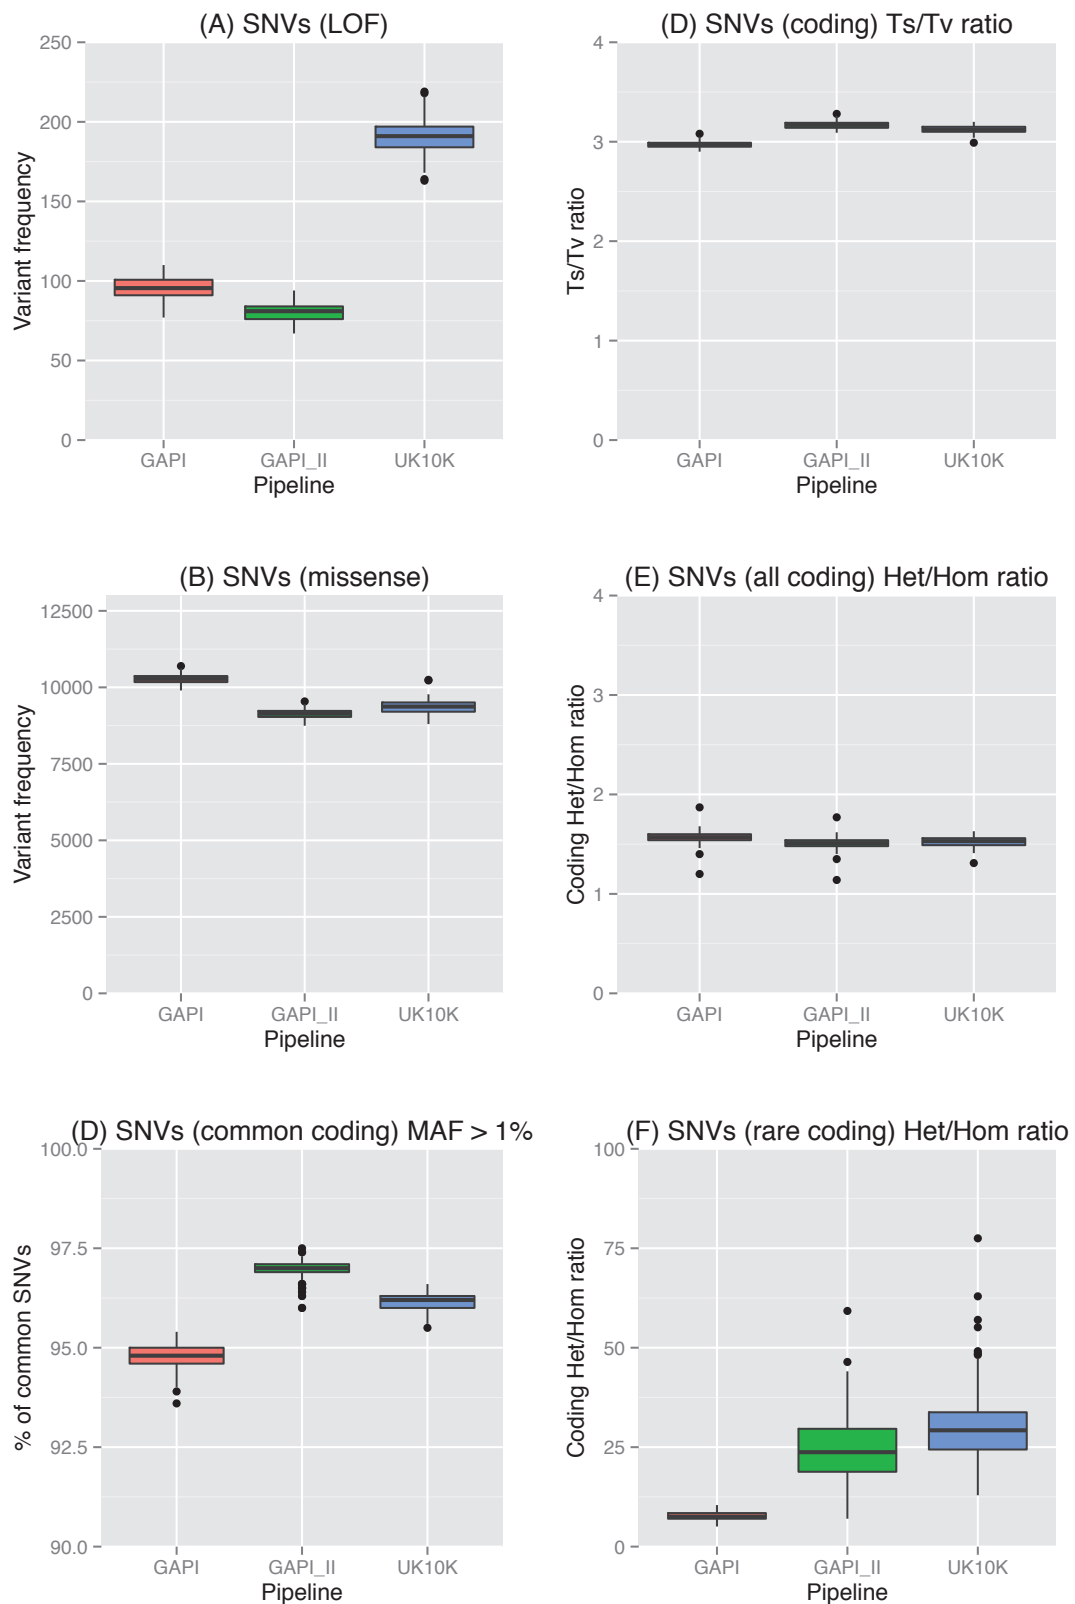 (A) SNVs (LOF)
Variant frequency
250
200
150
100
50
0
GAPI GAPI_II UK10K
Pipeline
(D) SNVs (coding) Ts/Tv ratio
Ts/Tv ratio
4
3
2
1
0
GAPI GAPI_II UK10K
Pipeline
(B) SNVs (missense)
Variant frequency
12500
10000
7500
5000
2500
0
GAPI GAPI_II UK10K
Pipeline
(E) SNVs (all coding) Het/Hom ratio
Coding Het/Hom ratio
4
3
2
1
0
GAPI GAPI_II UK10K
Pipeline
(D) SNVs (common coding) MAF > 1%
% of common SNVs
100.0
97.5
95.0
92.5
90.0
GAPI GAPI_II UK10K
Pipeline
(F) SNVs (rare coding) Het/Hom ratio
Coding Het/Hom ratio
100
75
50
25
0
GAPI GAPI_II UK10K
Pipeline